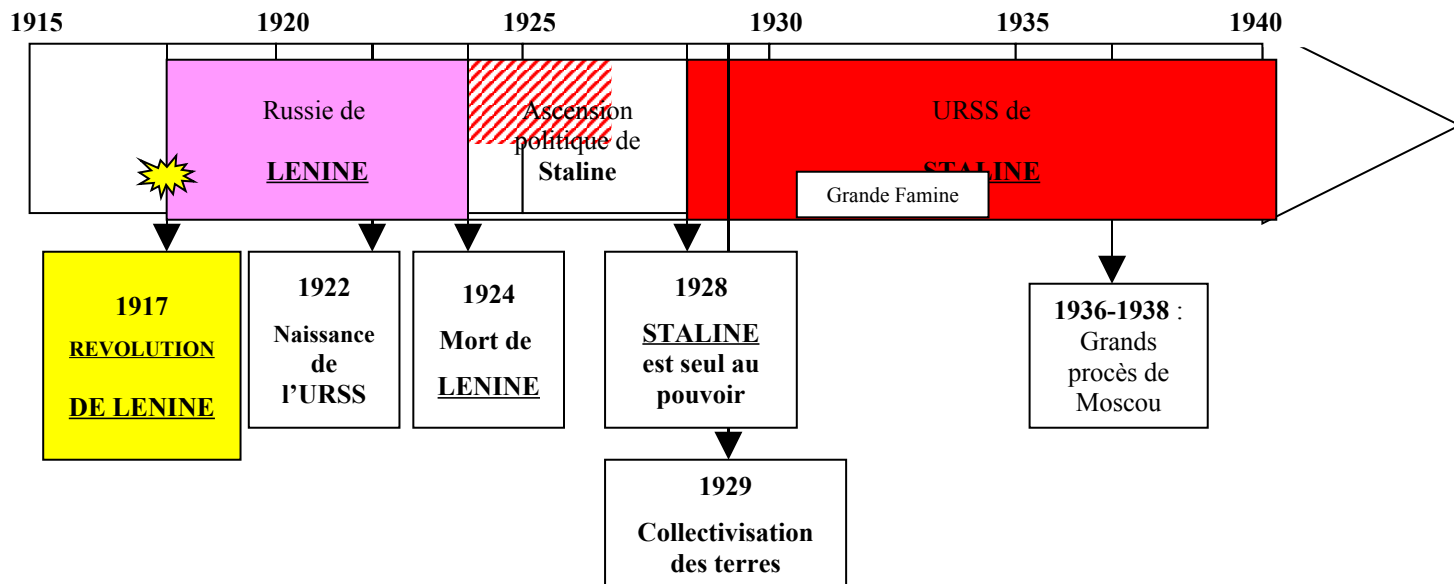 1915 1920 1925 1930 1935 1940
Russie de
LENINE
Ascension
politique de
Staline
URSS de
STALINE
Grande Famine
1917
REVOLUTION
DE LENINE
1922
Naissance
de
l’URSS
1924
Mort de
LENINE
1928
STALINE
est seul au
pouvoir
1929
Collectivisation
des terres
1936-1938 :
Grands
procès de
Moscou